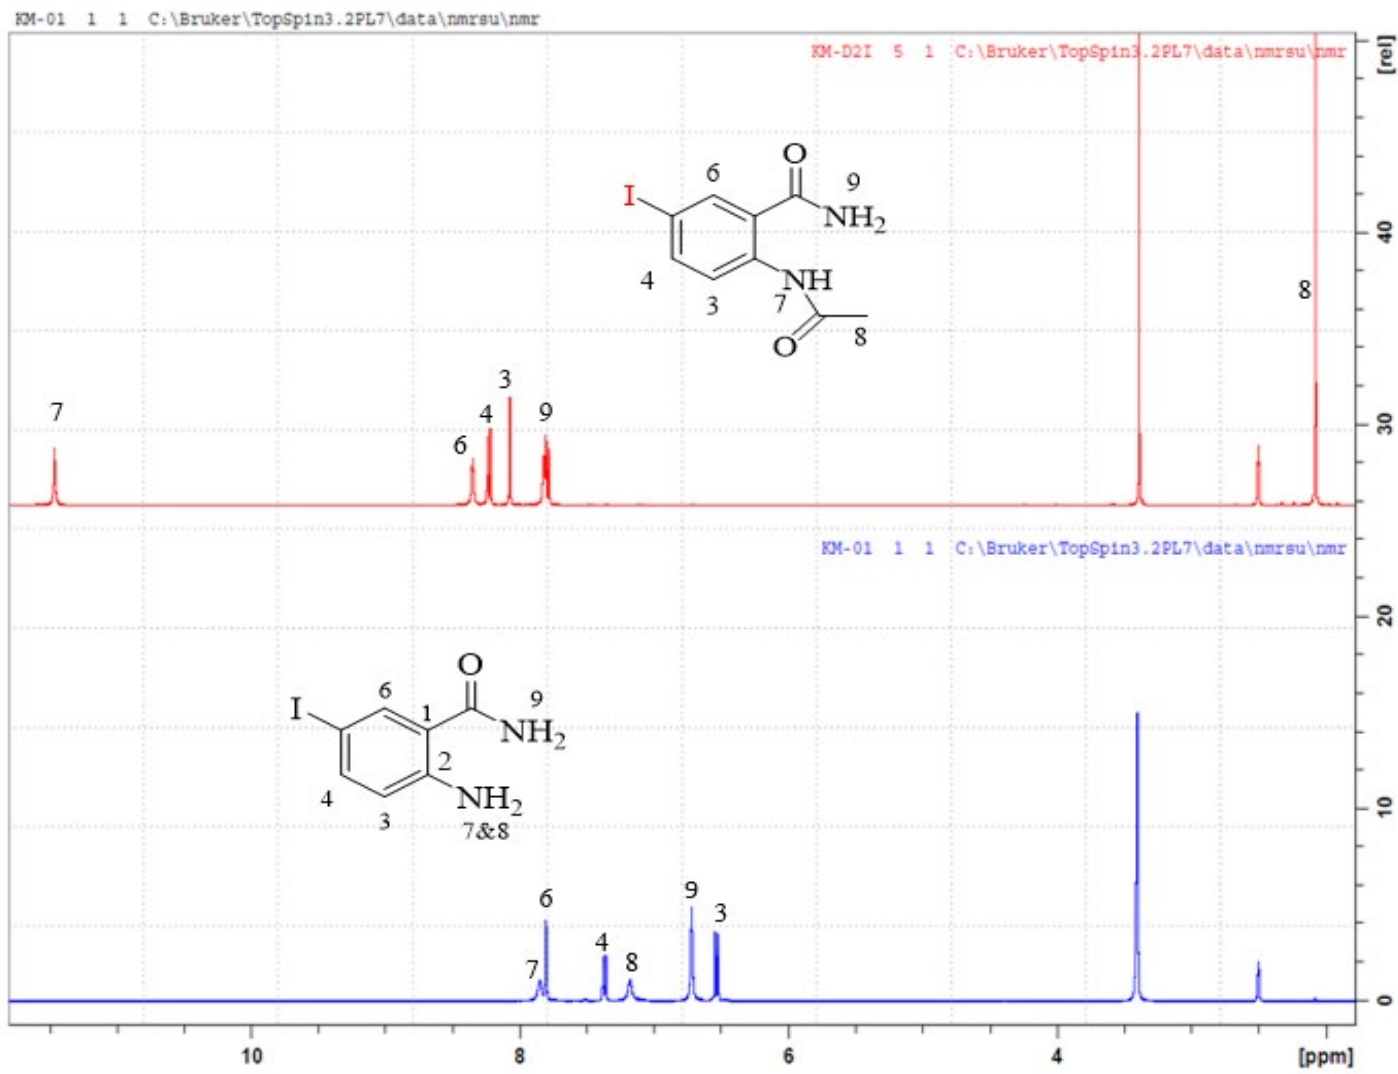 KM-01 1 1 C:\Bruker\TopSpin3.2PL7\data\nmrsu\nmr
KM-D2I 5 1 C:\Bruker\TopSpin3.2PL7\data\nmrsu\nmr
[rel]
O
6
9
I
NH2
4
NH
3
7
O
8
8
40
7
6
4
3
9
30
KM-01 1 1 C:\Bruker\TopSpin3.2PL7\data\nmrsu\nmr
20
O
6
9
I
1
NH2
2
4
NH2
3
7&8
10
7
6
4
8
9
3
0
10
8
6
4
[ppm]